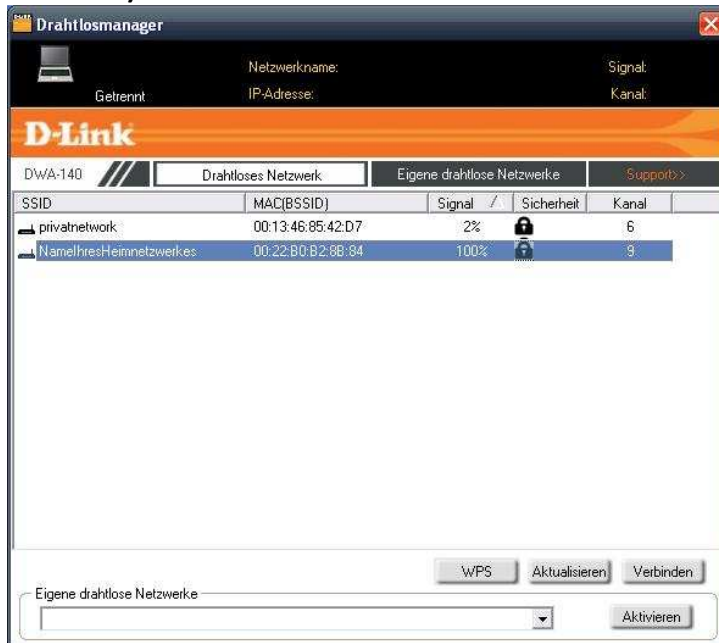 Drahtlosmanager
Netzwerkname:
Signal:
Getrennt
IP-Adresse:
Kanal:
D-Link
DWA-140
Drahtloses Netzwerk
Eigene drahtlose Netzwerke
Support>>
SSID
MAC(BSSID)
Signal
Sicherheit
Kanal
privatnetwork
00:13:46:85:42:D7
2%
6
NameIhresHeimnetzwerkes
00:22:B0:B2:8B:84
100%
9
WPS
Aktualisieren
Verbinden
Eigene drahtlose Netzwerke
Aktivieren